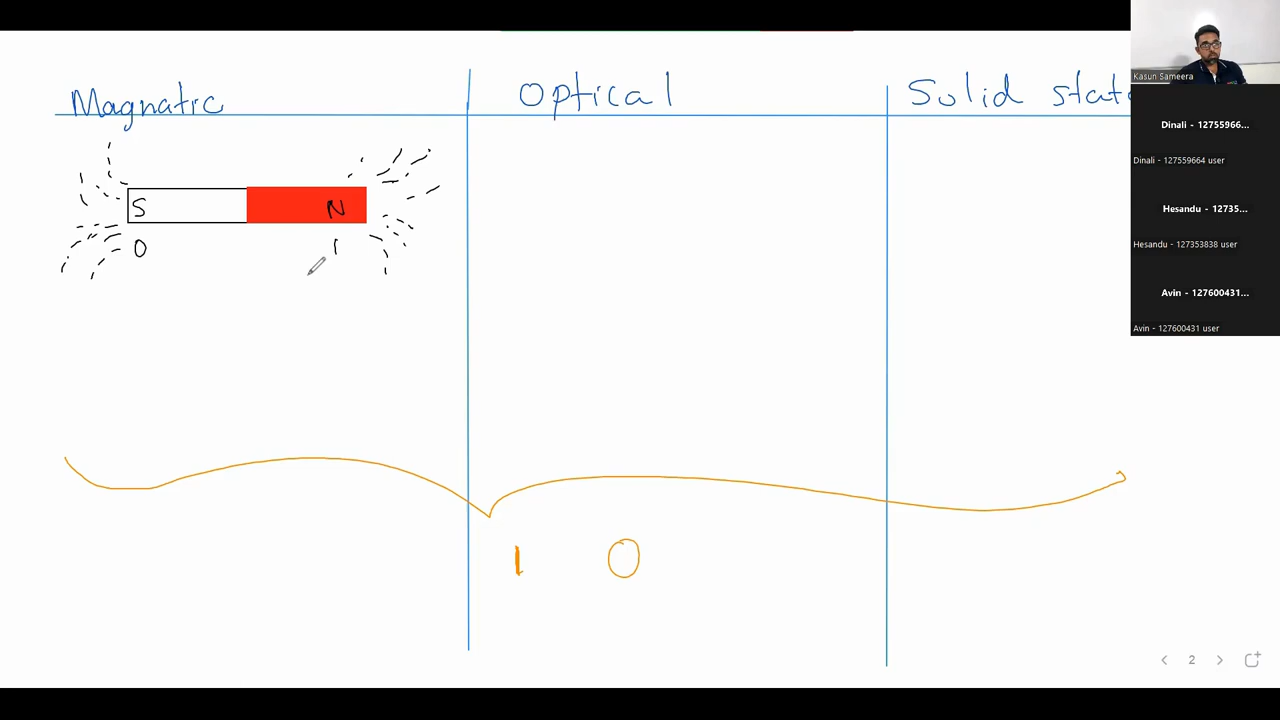 Magnatic Optical Solid stat
S N
0 1
1 0
Kasun Sameera
Dinali - 12755966...
Dinali - 127559664 user
Hesandu - 12735...
Hesandu - 127353838 user
Avin - 127600431...
Avin - 127600431 user
2